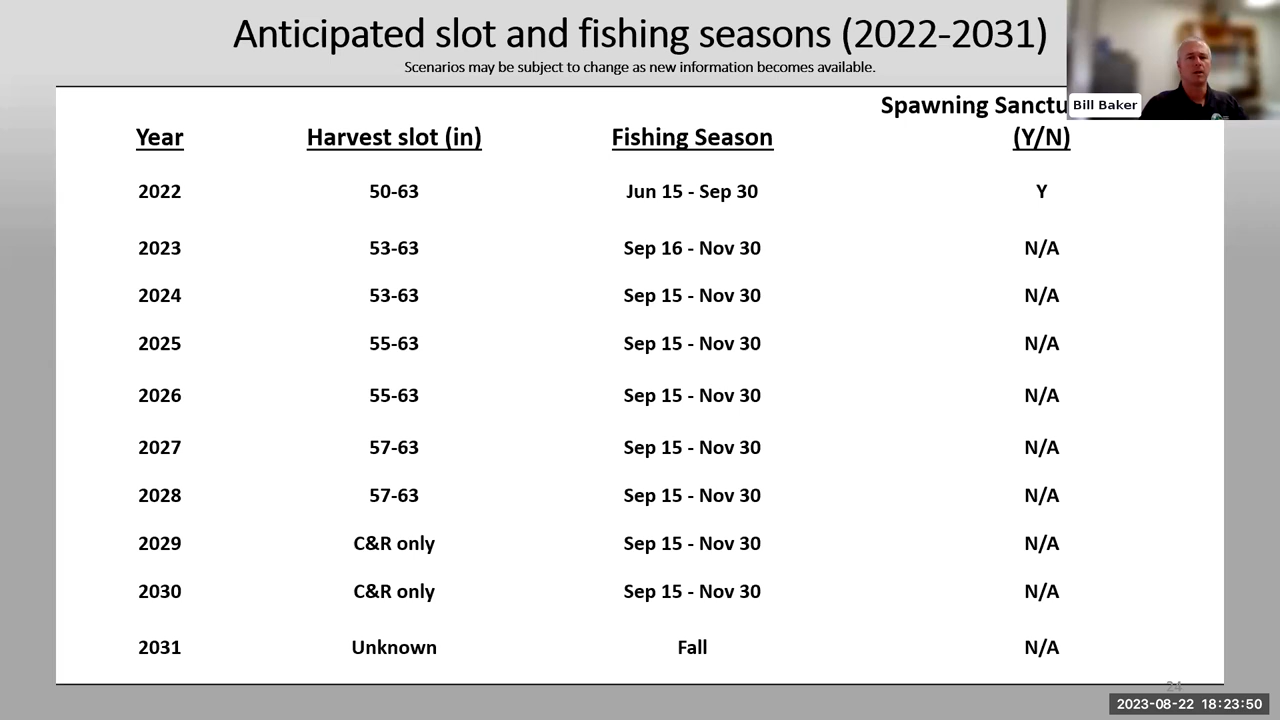 Anticipated slot and fishing seasons (2022-2031)
Scenarios may be subject to change as new information becomes available.
Bill Baker
Spawning Sanctu
Year Harvest slot (in) Fishing Season (Y/N)
2022 50-63 Jun 15 - Sep 30 Y
2023 53-63 Sep 16 - Nov 30 N/A
2024 53-63 Sep 15 - Nov 30 N/A
2025 55-63 Sep 15 - Nov 30 N/A
2026 55-63 Sep 15 - Nov 30 N/A
2027 57-63 Sep 15 - Nov 30 N/A
2028 57-63 Sep 15 - Nov 30 N/A
2029 C&R only Sep 15 - Nov 30 N/A
2030 C&R only Sep 15 - Nov 30 N/A
2031 Unknown Fall N/A
24
2023-08-22 18:23:50